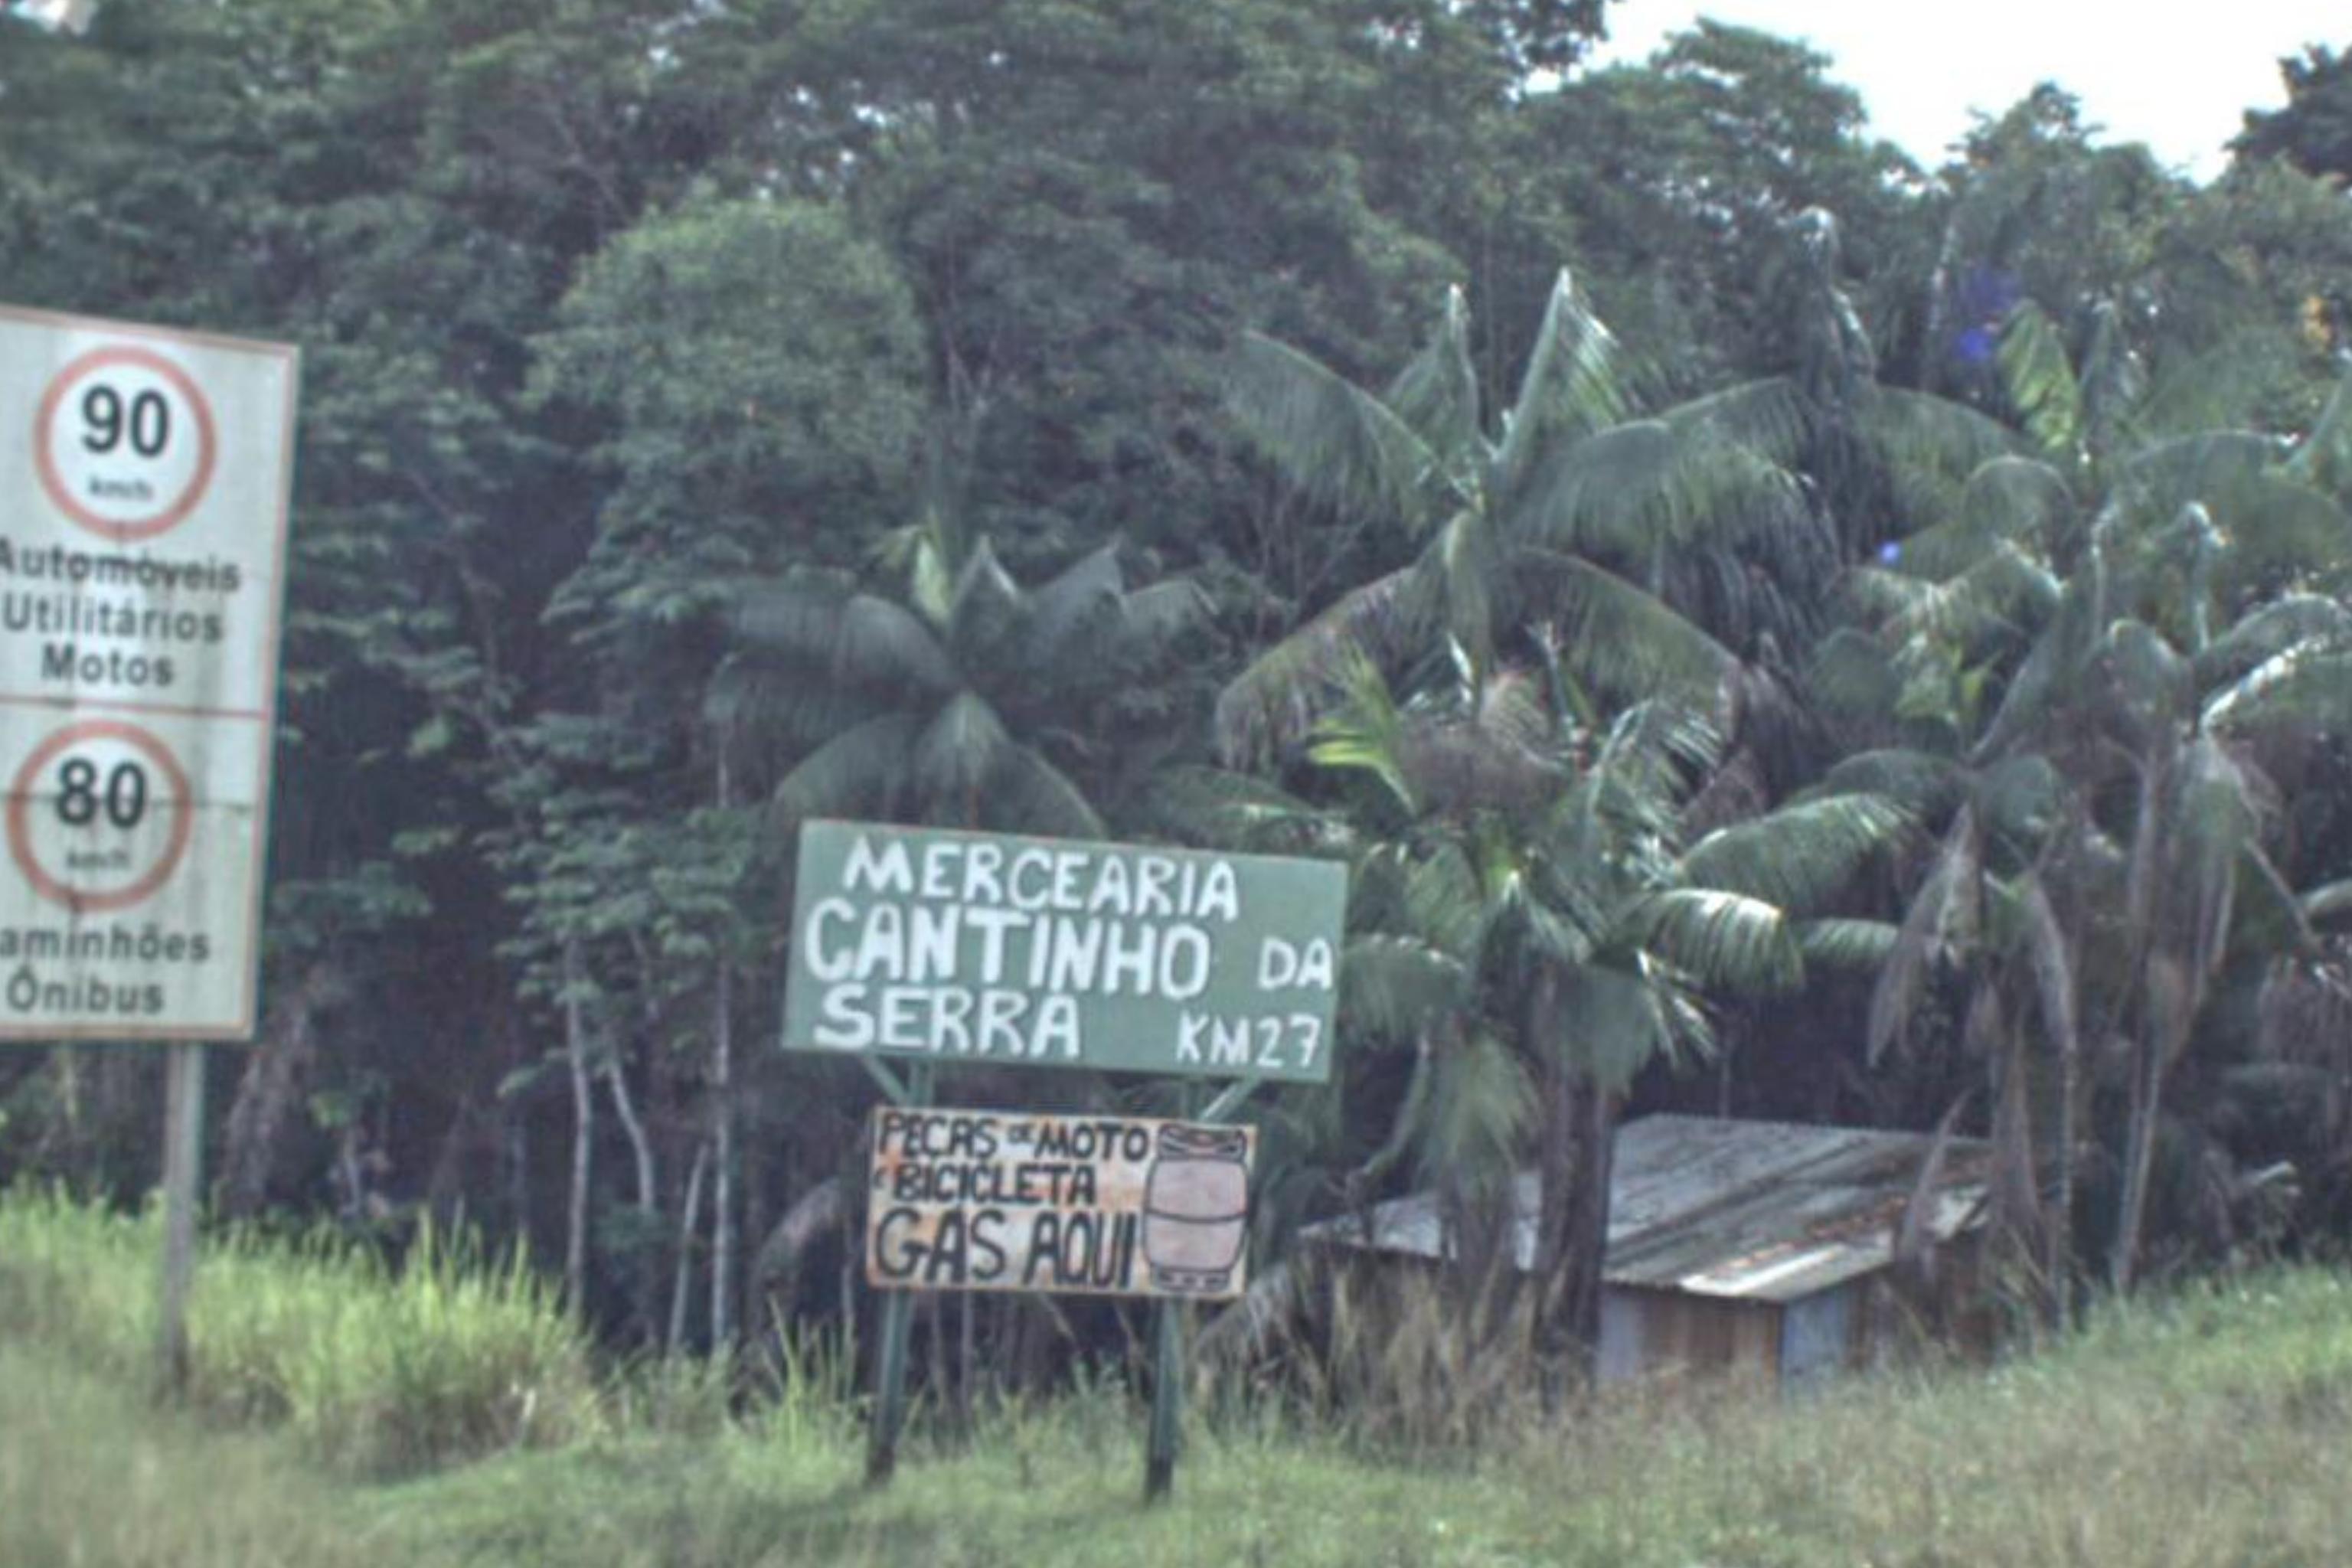 90
km/h
Automóveis
Utilitários
Motos
80
km/h
aminhões
Ônibus
MERCEARIA
CANTINHO DA
SERRA KM27
PECAS DE MOTO
E BICICLETA
GAS AQUI